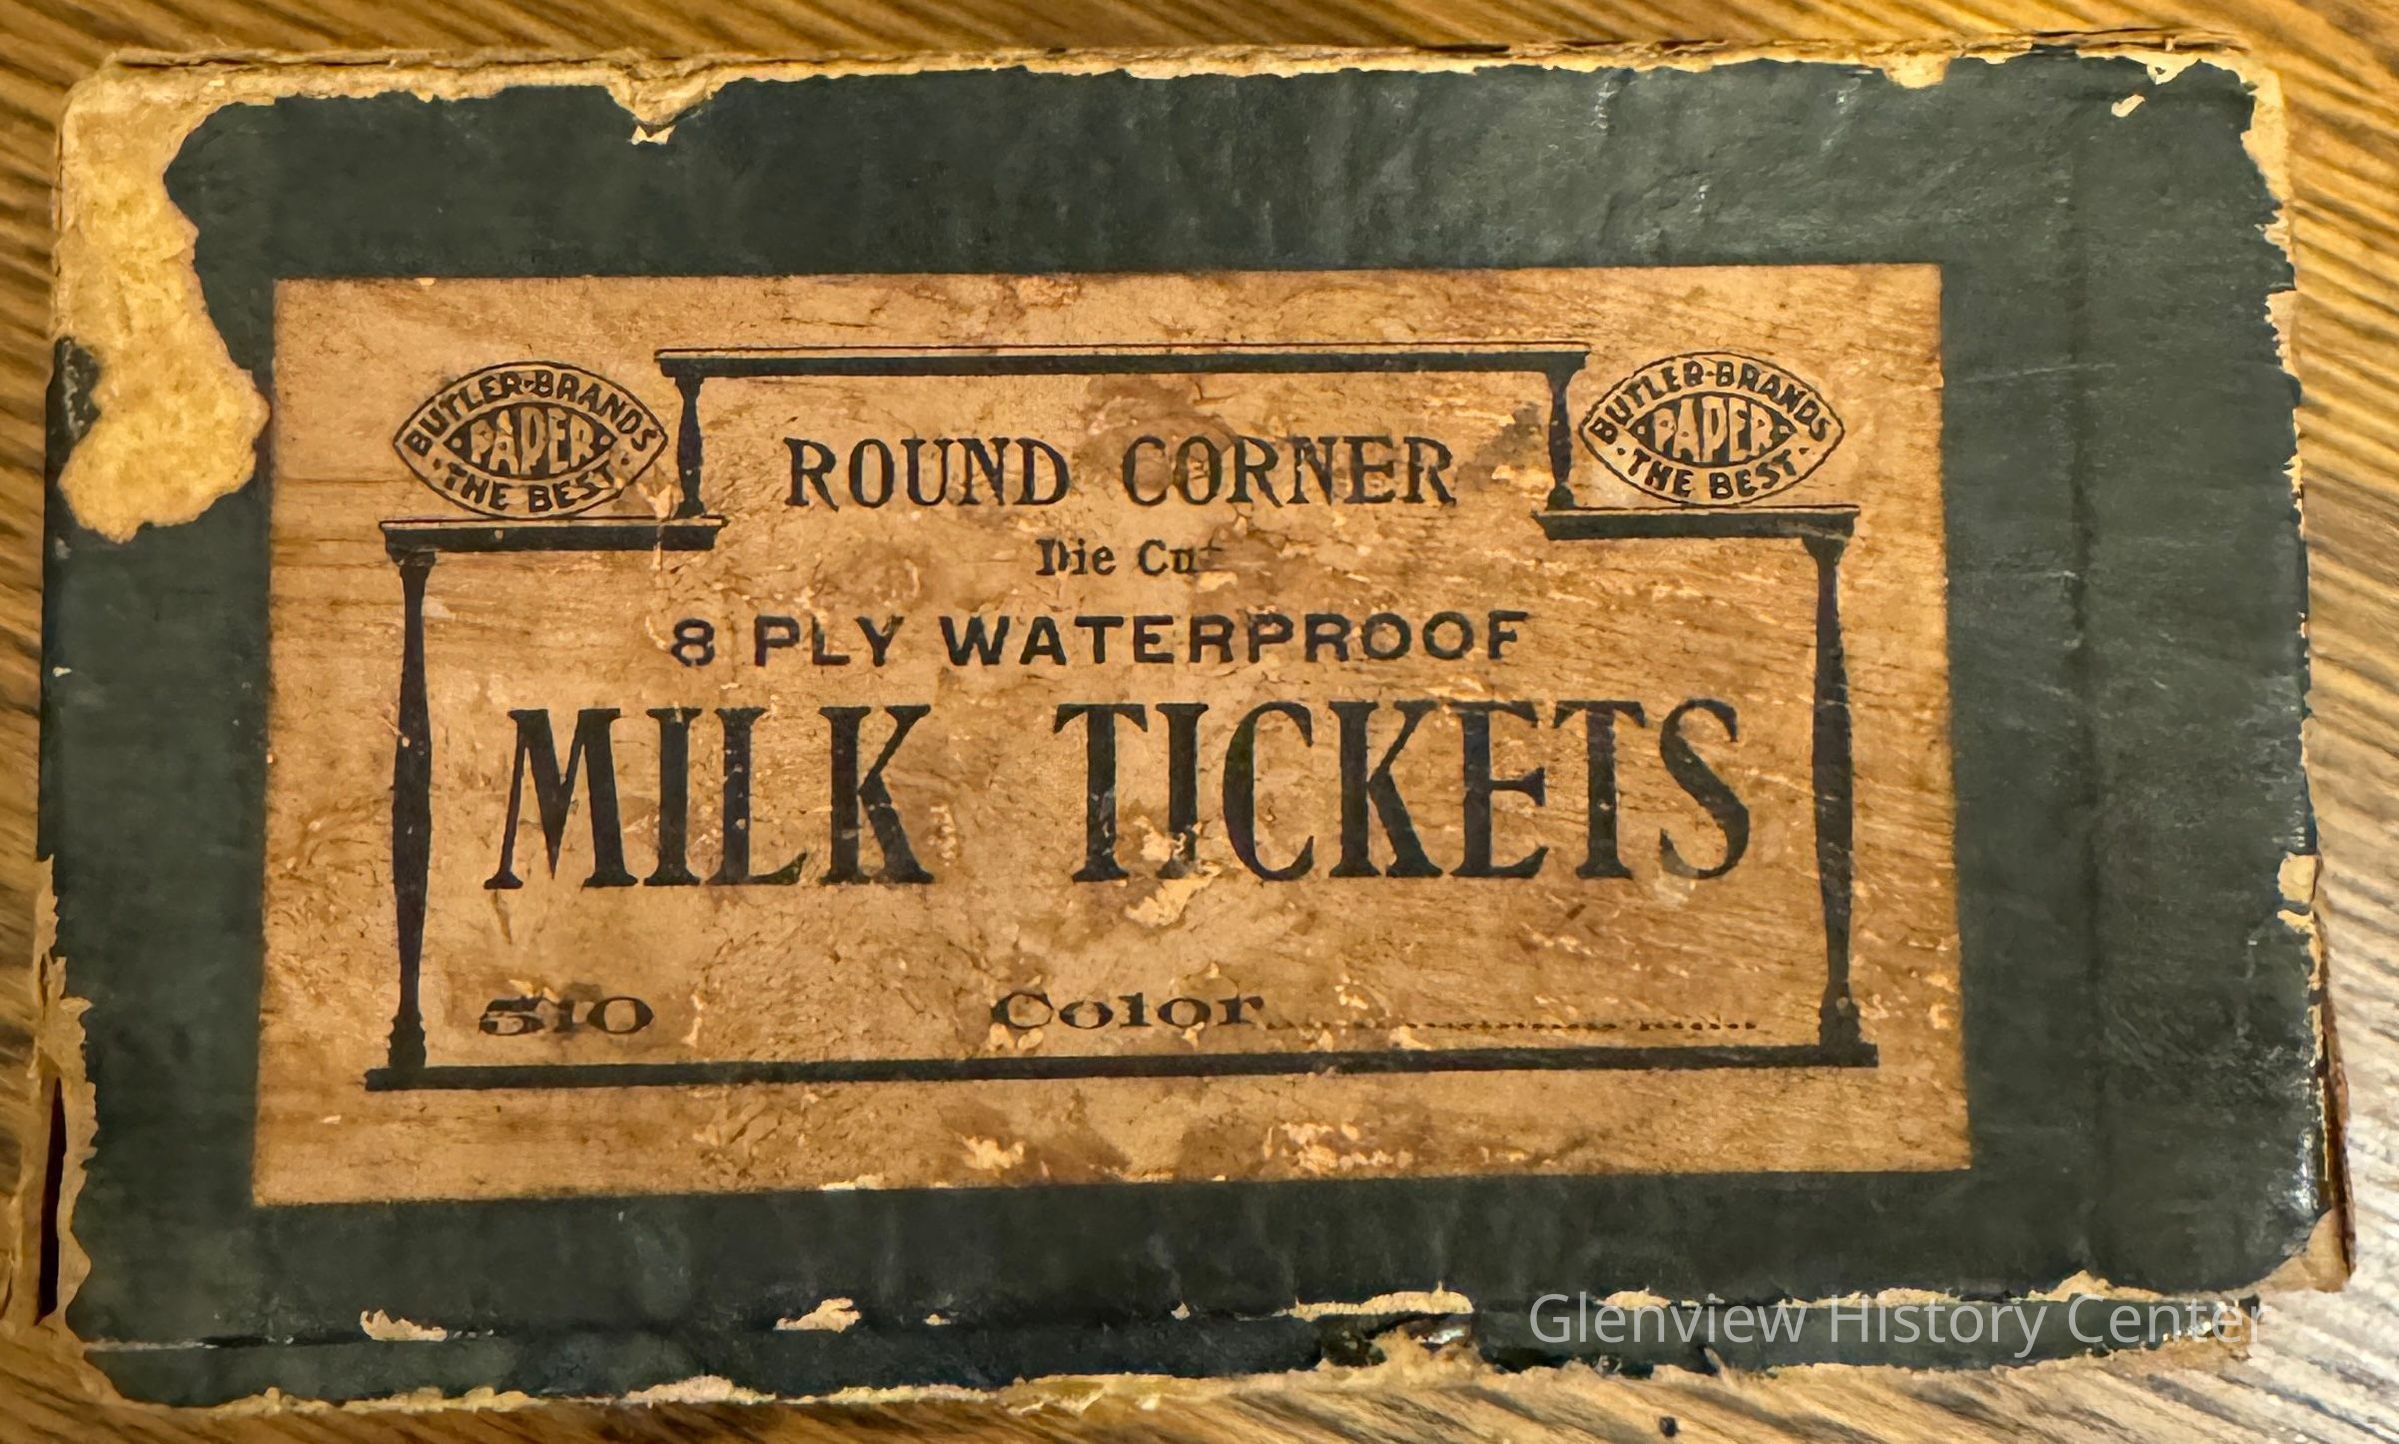 BUTLER-BRANDS
PAPER
THE BEST
BUTLER-BRANDS
PAPER
THE BEST
ROUND CORNER
Die Cut
8 PLY WATERPROOF
MILK TICKETS
510 Color
Glenview History Center